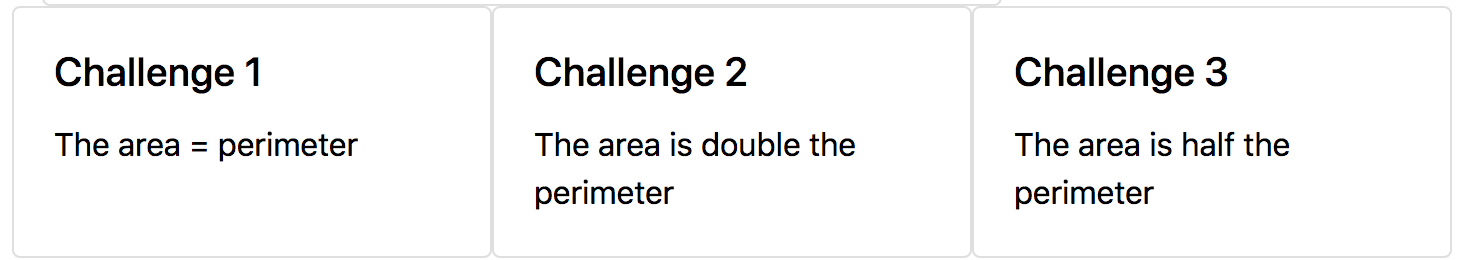 Challenge 1
The area = perimeter
Challenge 2
The area is double the
perimeter
Challenge 3
The area is half the
perimeter